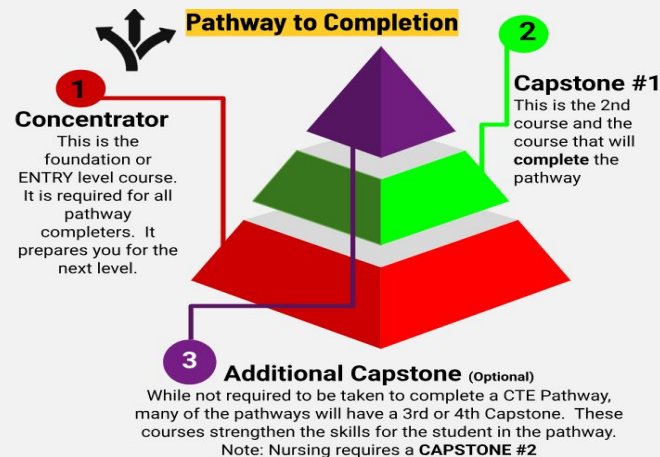 Pathway to Completion
1
Concentrator
This is the
foundation or
ENTRY level course.
It is required for all
pathway
completers. It
prepares you for the
next level.
2
Capstone #1
This is the 2nd
course and the
course that will
complete the
pathway
3
Additional Capstone (Optional)
While not required to be taken to complete a CTE Pathway,
many of the pathways will have a 3rd or 4th Capstone. These
courses strengthen the skills for the student in the pathway.
Note: Nursing requires a CAPSTONE #2